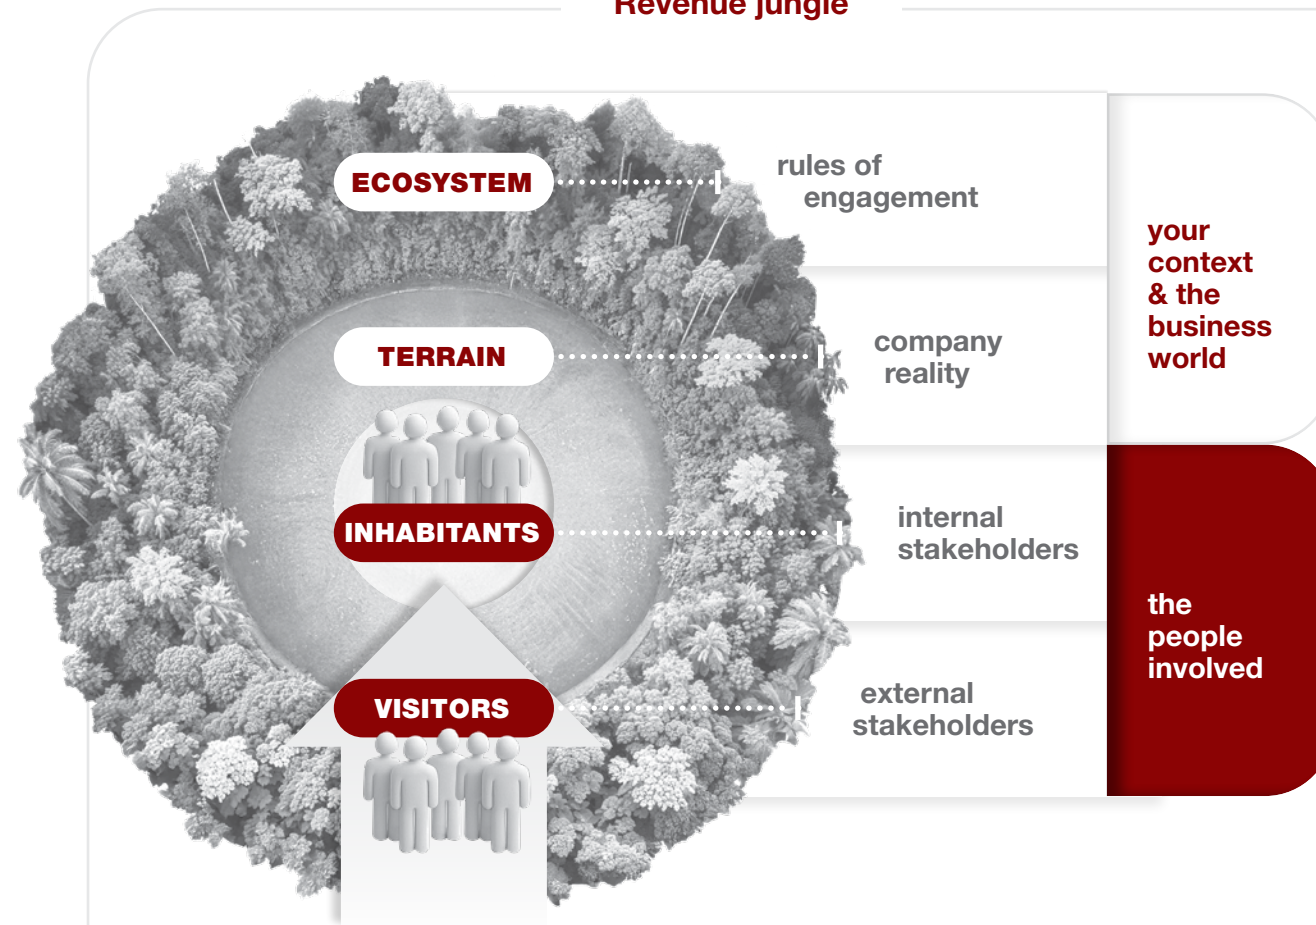 Revenue jungle
ECOSYSTEM
rules of
engagement
TERRAIN
company
reality
your
context
& the
business
world
INHABITANTS
internal
stakeholders
VISITORS
external
stakeholders
the
people
involved